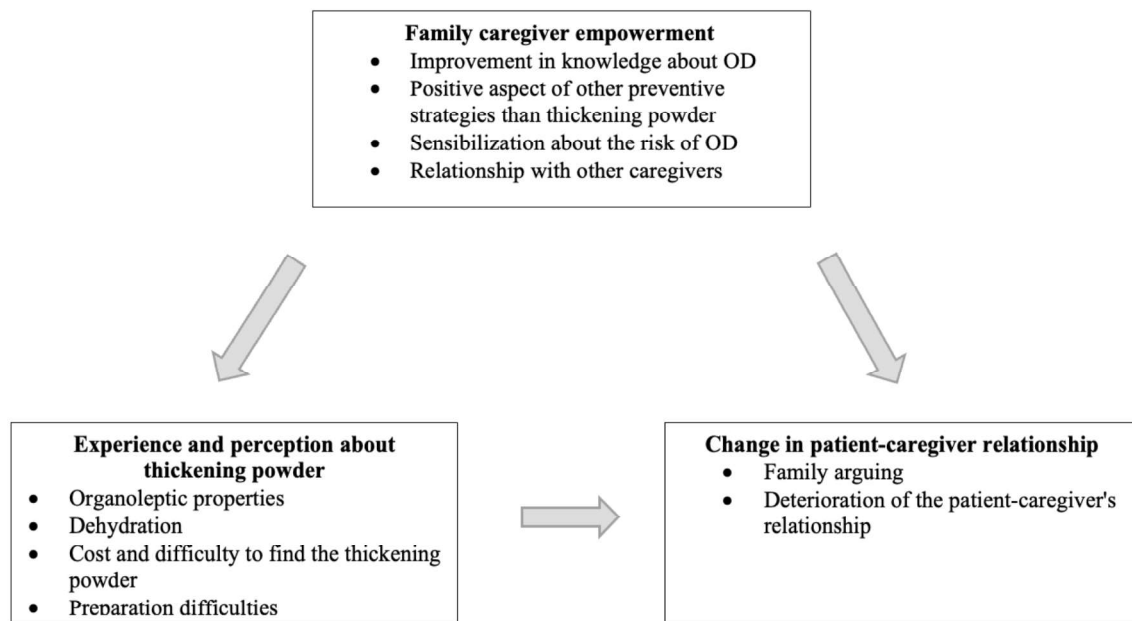 Family caregiver empowerment
• Improvement in knowledge about OD
• Positive aspect of other preventive
strategies than thickening powder
• Sensibilization about the risk of OD
• Relationship with other caregivers
Experience and perception about
thickening powder
• Organoleptic properties
• Dehydration
• Cost and difficulty to find the thickening
powder
• Preparation difficulties
Change in patient-caregiver relationship
• Family arguing
• Deterioration of the patient-caregiver's
relationship